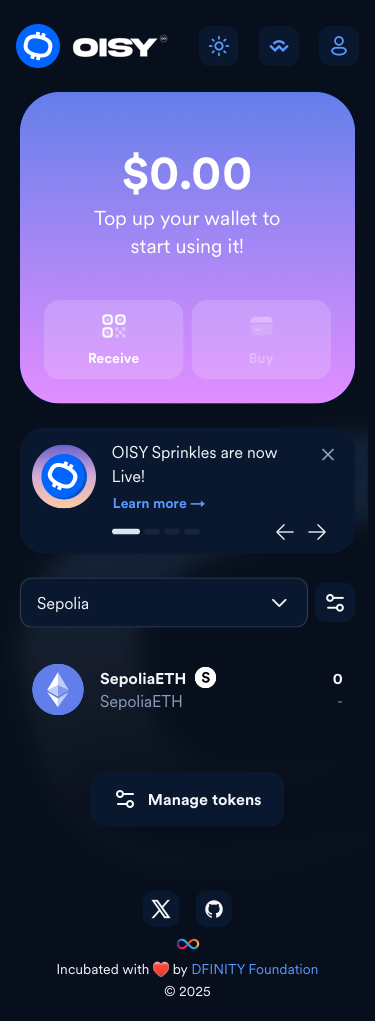 OISY
$0.00
Top up your wallet to
start using it!
Receive
Buy
OISY Sprinkles are now
Live!
Learn more →
Sepolia
SepoliaETH S
0
SepoliaETH
-
Manage tokens
Incubated with ❤️ by DFINITY Foundation
© 2025